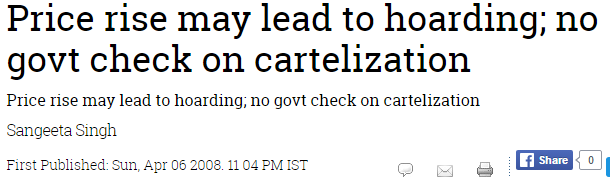 Price rise may lead to hoarding; no
govt check on cartelization
Price rise may lead to hoarding; no govt check on cartelization
Sangeeta Singh
First Published: Sun, Apr 06 2008. 11 04 PM IST
Share 0